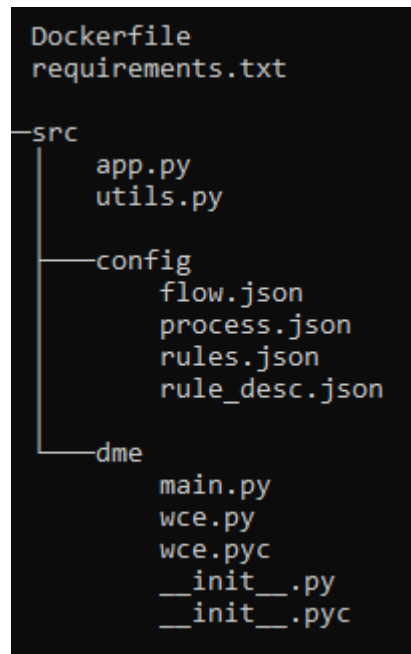 Dockerfile
requirements.txt
src
app.py
utils.py
config
flow.json
process.json
rules.json
rule_desc.json
dme
main.py
wce.py
wce.pyc
__init__.py
__init__.pyc